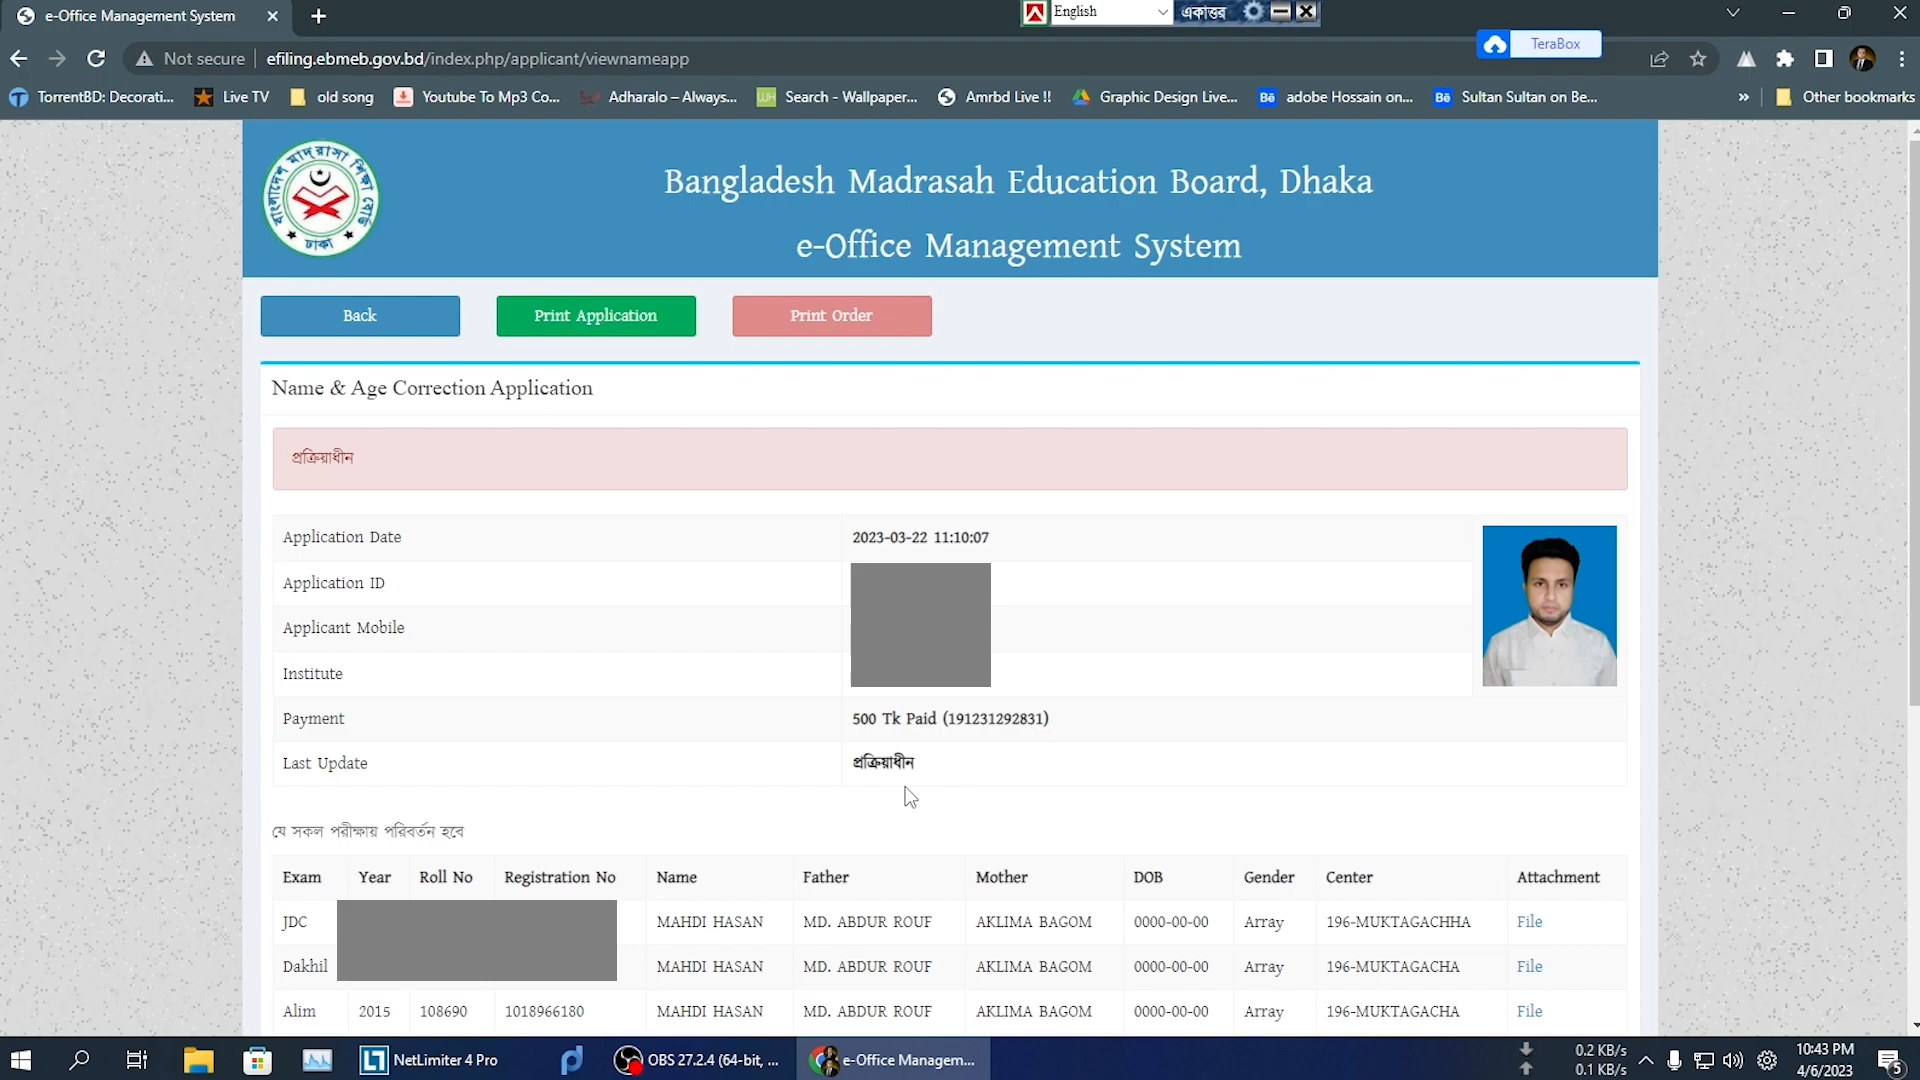 e-Office Management System
English
একাত্তর
TeraBox
Not secure
efiling.ebmeb.gov.bd/index.php/applicant/viewnameapp
TorrentBD: Decorati...
Live TV
old song
Youtube To Mp3 Co...
Adharalo – Always...
Search - Wallpaper...
Amrbd Live !!
Graphic Design Live...
adobe Hossain on...
Sultan Sultan on Be...
»
Other bookmarks
বাংলাদেশ মাদ্রাসা শিক্ষা বোর্ড
ঢাকা
Bangladesh Madrasah Education Board, Dhaka
e-Office Management System
Back
Print Application
Print Order
Name & Age Correction Application
প্রক্রিয়াধীন
Application Date 2023-03-22 11:10:07
Application ID
Applicant Mobile
Institute
Payment 500 Tk Paid (191231292831)
Last Update প্রক্রিয়াধীন
যে সকল পরীক্ষায় পরিবর্তন হবে
Exam Year Roll No Registration No Name Father Mother DOB Gender Center Attachment
JDC MAHDI HASAN MD. ABDUR ROUF AKLIMA BAGOM 0000-00-00 Array 196-MUKTAGACHHA File
Dakhil MAHDI HASAN MD. ABDUR ROUF AKLIMA BAGOM 0000-00-00 Array 196-MUKTAGACHA File
Alim 2015 108690 1018966180 MAHDI HASAN MD. ABDUR ROUF AKLIMA BAGOM 0000-00-00 Array 196-MUKTAGACHA File
NetLimiter 4 Pro
OBS 27.2.4 (64-bit, ...
e-Office Managem...
0.2 KB/s
0.1 KB/s
10:43 PM
4/6/2023
5